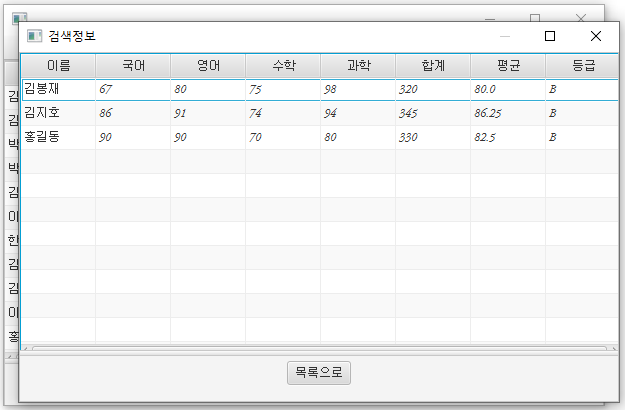 검색정보
이름 국어 영어 수학 과학 합계 평균 등급
김봉재 67 80 75 98 320 80.0 B
김지호 86 91 74 94 345 86.25 B
홍길동 90 90 70 80 330 82.5 B
김
김
박
박
김
이
한
김
김
이
홍
목록으로